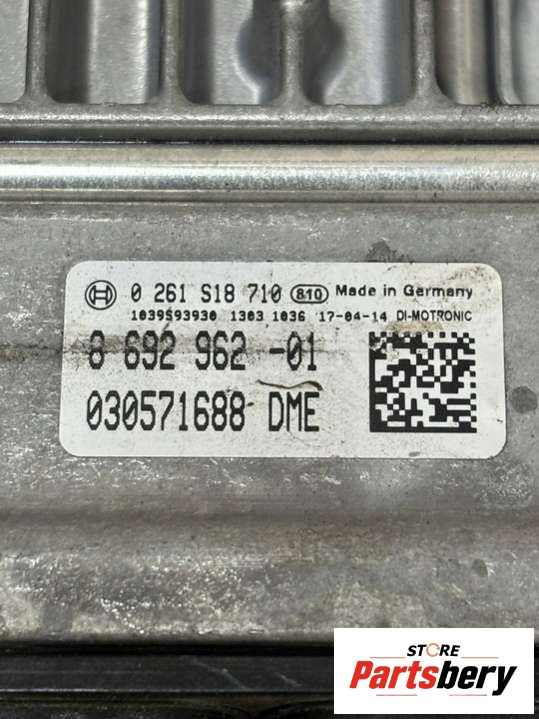 0 261 S18 710 810 Made in Germany
1039S93930 1303 1036 17-04-14 DI-MOTRONIC
8 692 962 -01
030571688 DME
STORE
Partsbery